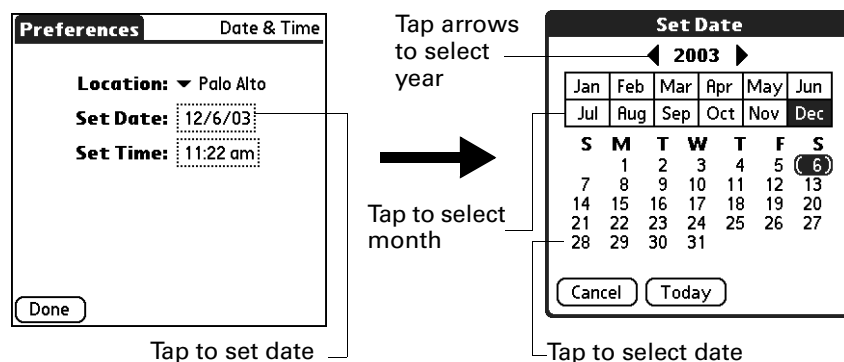 Preferences Date & Time
Location: Palo Alto
Set Date: 12/6/03
Set Time: 11:22 am
Done
Tap to set date
Tap arrows
to select
year
Tap to select
month
Set Date
2003
Jan Feb Mar Apr May Jun
Jul Aug Sep Oct Nov Dec
S M T W T F S
1 2 3 4 5 6
7 8 9 10 11 12 13
14 15 16 17 18 19 20
21 22 23 24 25 26 27
28 29 30 31
Cancel Today
Tap to select date